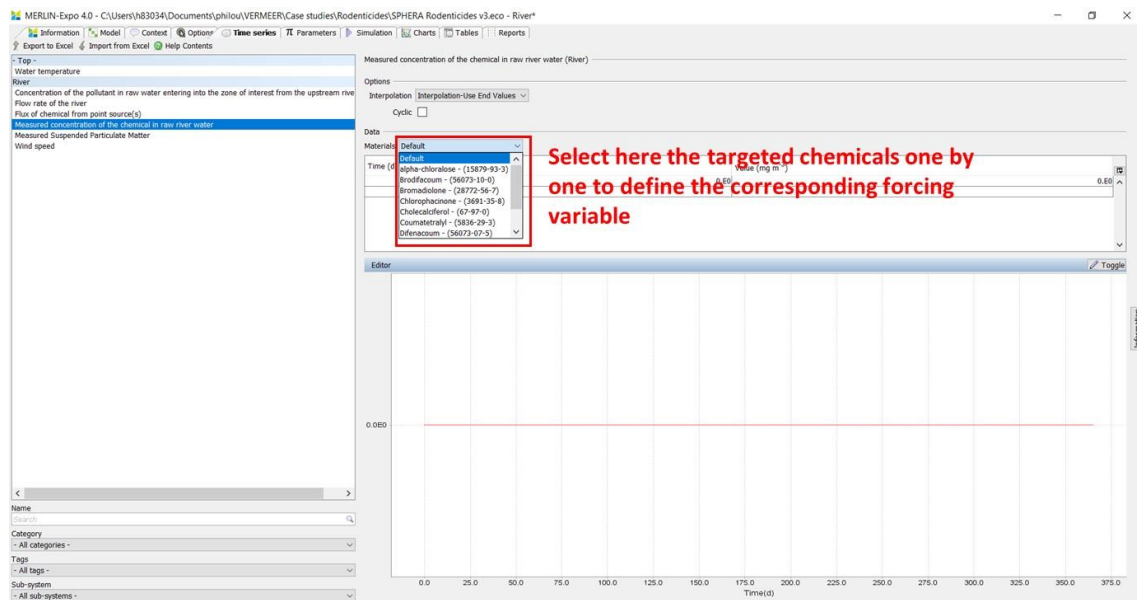 MERLIN-Expo 4.0 - C:\Users\h83034\Documents\philou\VERMEER\Case studies\Rodenticides\SPHERA Rodenticides v3.eco - River*
Information Model Context Options Time series Parameters Simulation Charts Tables Reports
Export to Excel Import from Excel Help Contents
- Top -
Water temperature
River
Concentration of the pollutant in raw water entering into the zone of interest from the upstream rive
Flow rate of the river
Flux of chemical from point source(s)
Measured concentration of the chemical in raw river water
Measured Suspended Particulate Matter
Wind speed
Name
Search
Category
- All categories -
Tags
- All tags -
Sub-system
- All sub-systems -
Measured concentration of the chemical in raw river water (River)
Options
Interpolation Interpolation-Use End Values
Cyclic
Data
Materials Default
Default
alpha-chloralose - (15879-93-3)
Brodifacoum - (56073-10-0)
Bromadiolone - (28772-56-7)
Chlorophacinone - (3691-35-8)
Cholecalciferol - (67-97-0)
Coumatetralyl - (5836-29-3)
Difenacoum - (56073-07-5)
Time (d
0.E0 0.E0
Select here the targeted chemicals one by
one to define the corresponding forcing
variable
Editor Toggle
0.0E0
0.0 25.0 50.0 75.0 100.0 125.0 150.0 175.0 200.0 225.0 250.0 275.0 300.0 325.0 350.0 375.0
Time(d)